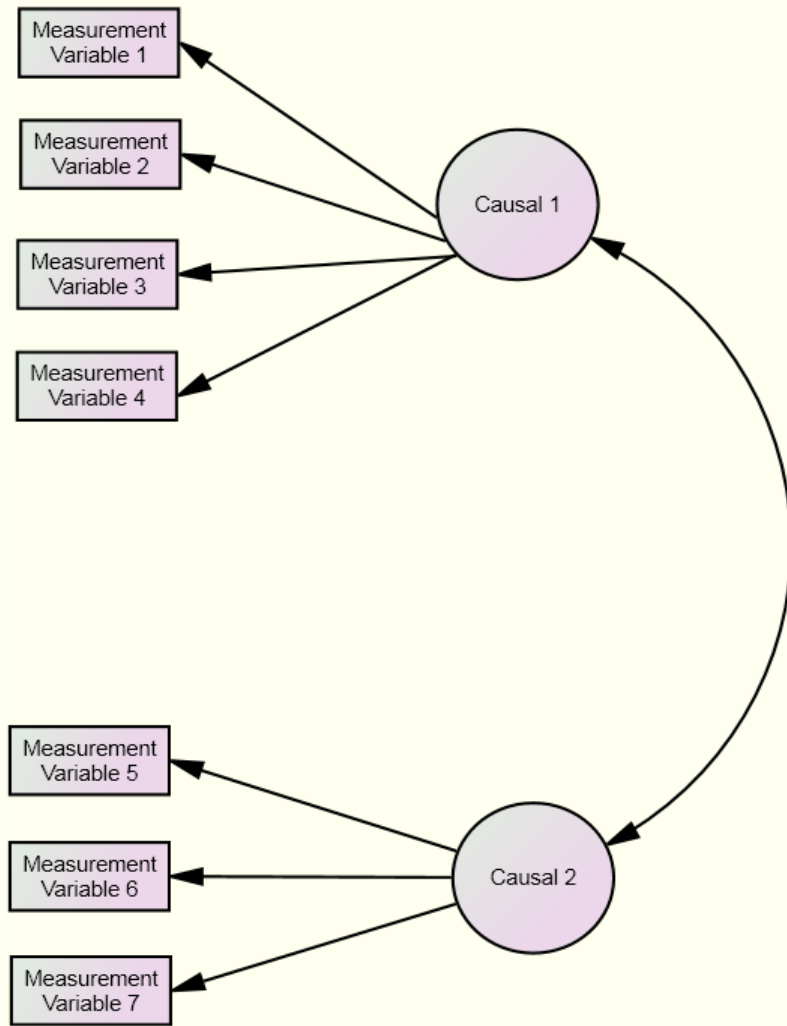 Measurement
Variable 1
Measurement
Variable 2
Causal 1
Measurement
Variable 3
Measurement
Variable 4
Measurement
Variable 5
Measurement
Variable 6
Causal 2
Measurement
Variable 7